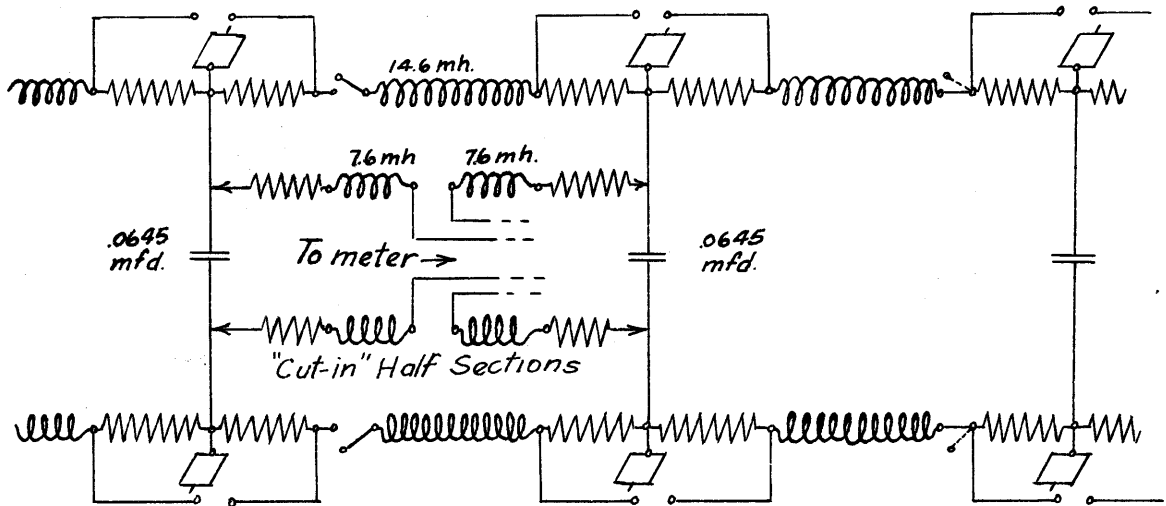 14.6 mh.
7.6 mh
7.6 mh.
.0645
mfd.
To meter
.0645
mfd.
"Cut-in" Half Sections